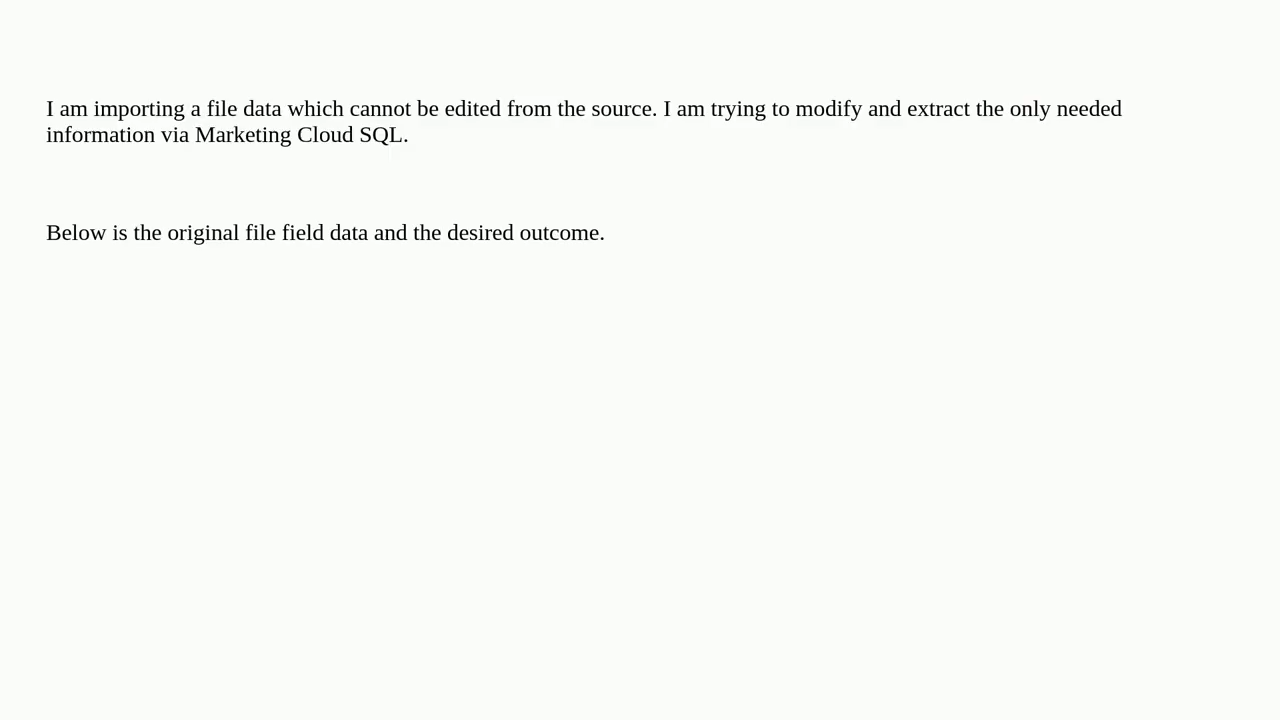 I am importing a file data which cannot be edited from the source. I am trying to modify and extract the only needed
information via Marketing Cloud SQL.
Below is the original file field data and the desired outcome.